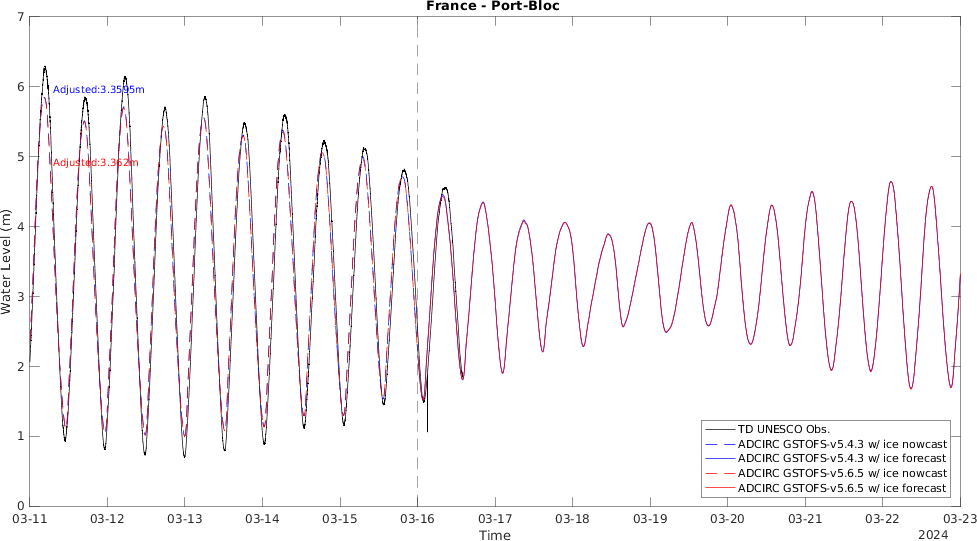 France - Port-Bloc
7
6
5
4
3
2
1
0
Water Level (m)
Adjusted:3.3595m
Adjusted:3.362m
TD UNESCO Obs.
ADCIRC GSTOFS-v5.4.3 w/ ice nowcast
ADCIRC GSTOFS-v5.4.3 w/ ice forecast
ADCIRC GSTOFS-v5.6.5 w/ ice nowcast
ADCIRC GSTOFS-v5.6.5 w/ ice forecast
03-11 03-12 03-13 03-14 03-15 03-16 03-17 03-18 03-19 03-20 03-21 03-22 03-23
Time
2024